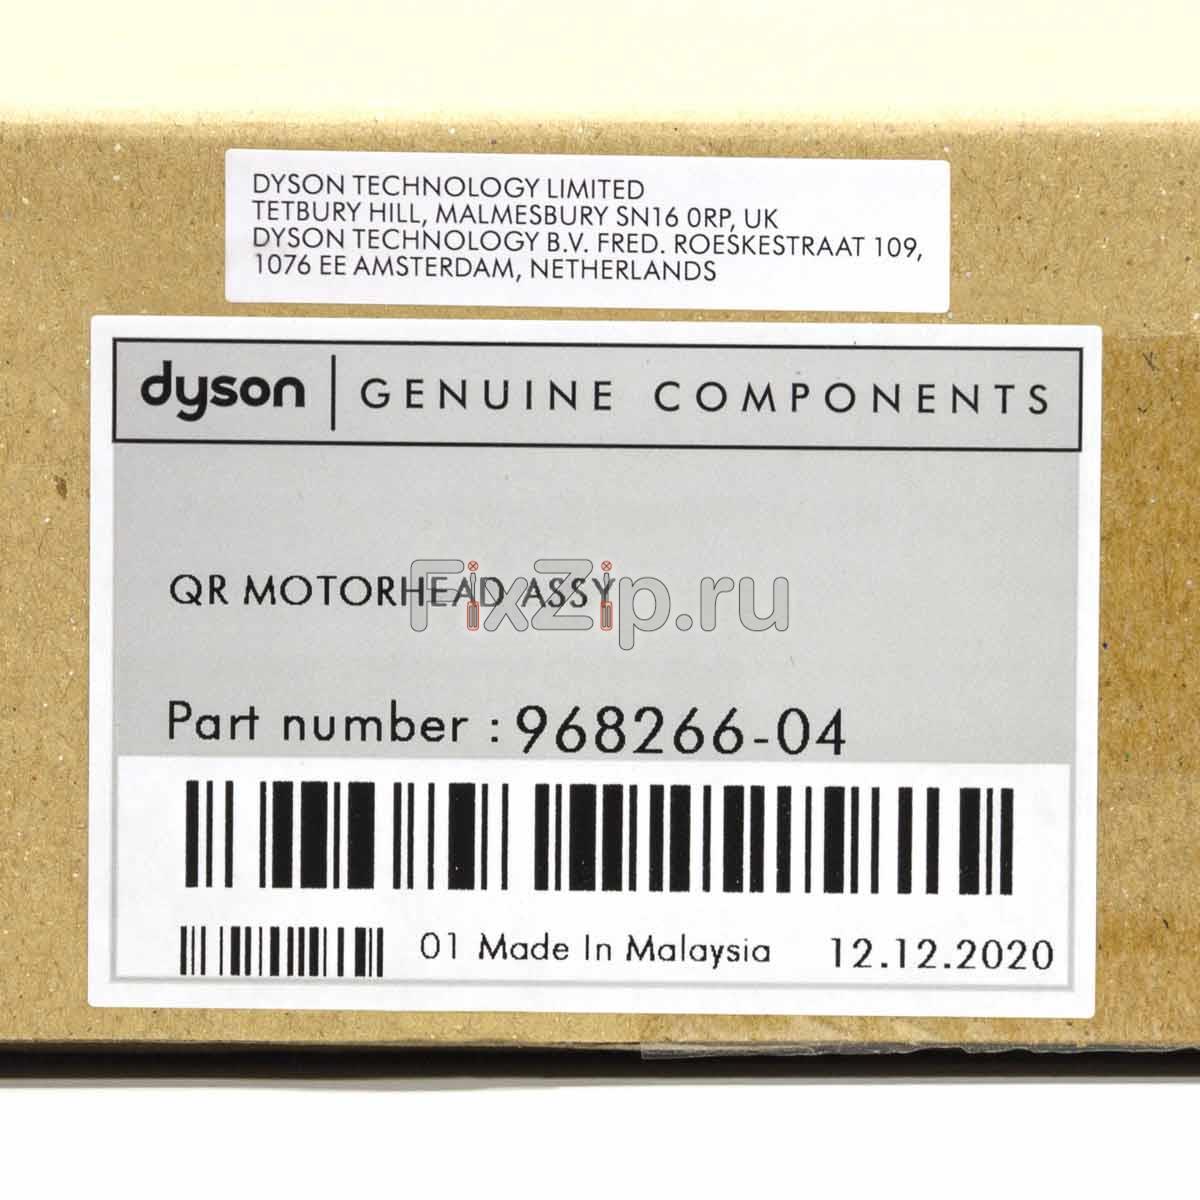 DYSON TECHNOLOGY LIMITED
TETBURY HILL, MALMESBURY SN16 0RP, UK
DYSON TECHNOLOGY B.V. FRED. ROESKESTRAAT 109,
1076 EE AMSTERDAM, NETHERLANDS
dyson | GENUINE COMPONENTS
QR MOTORHEAD ASSY
FixZip.ru
Part number : 968266-04
01 Made In Malaysia 12.12.2020